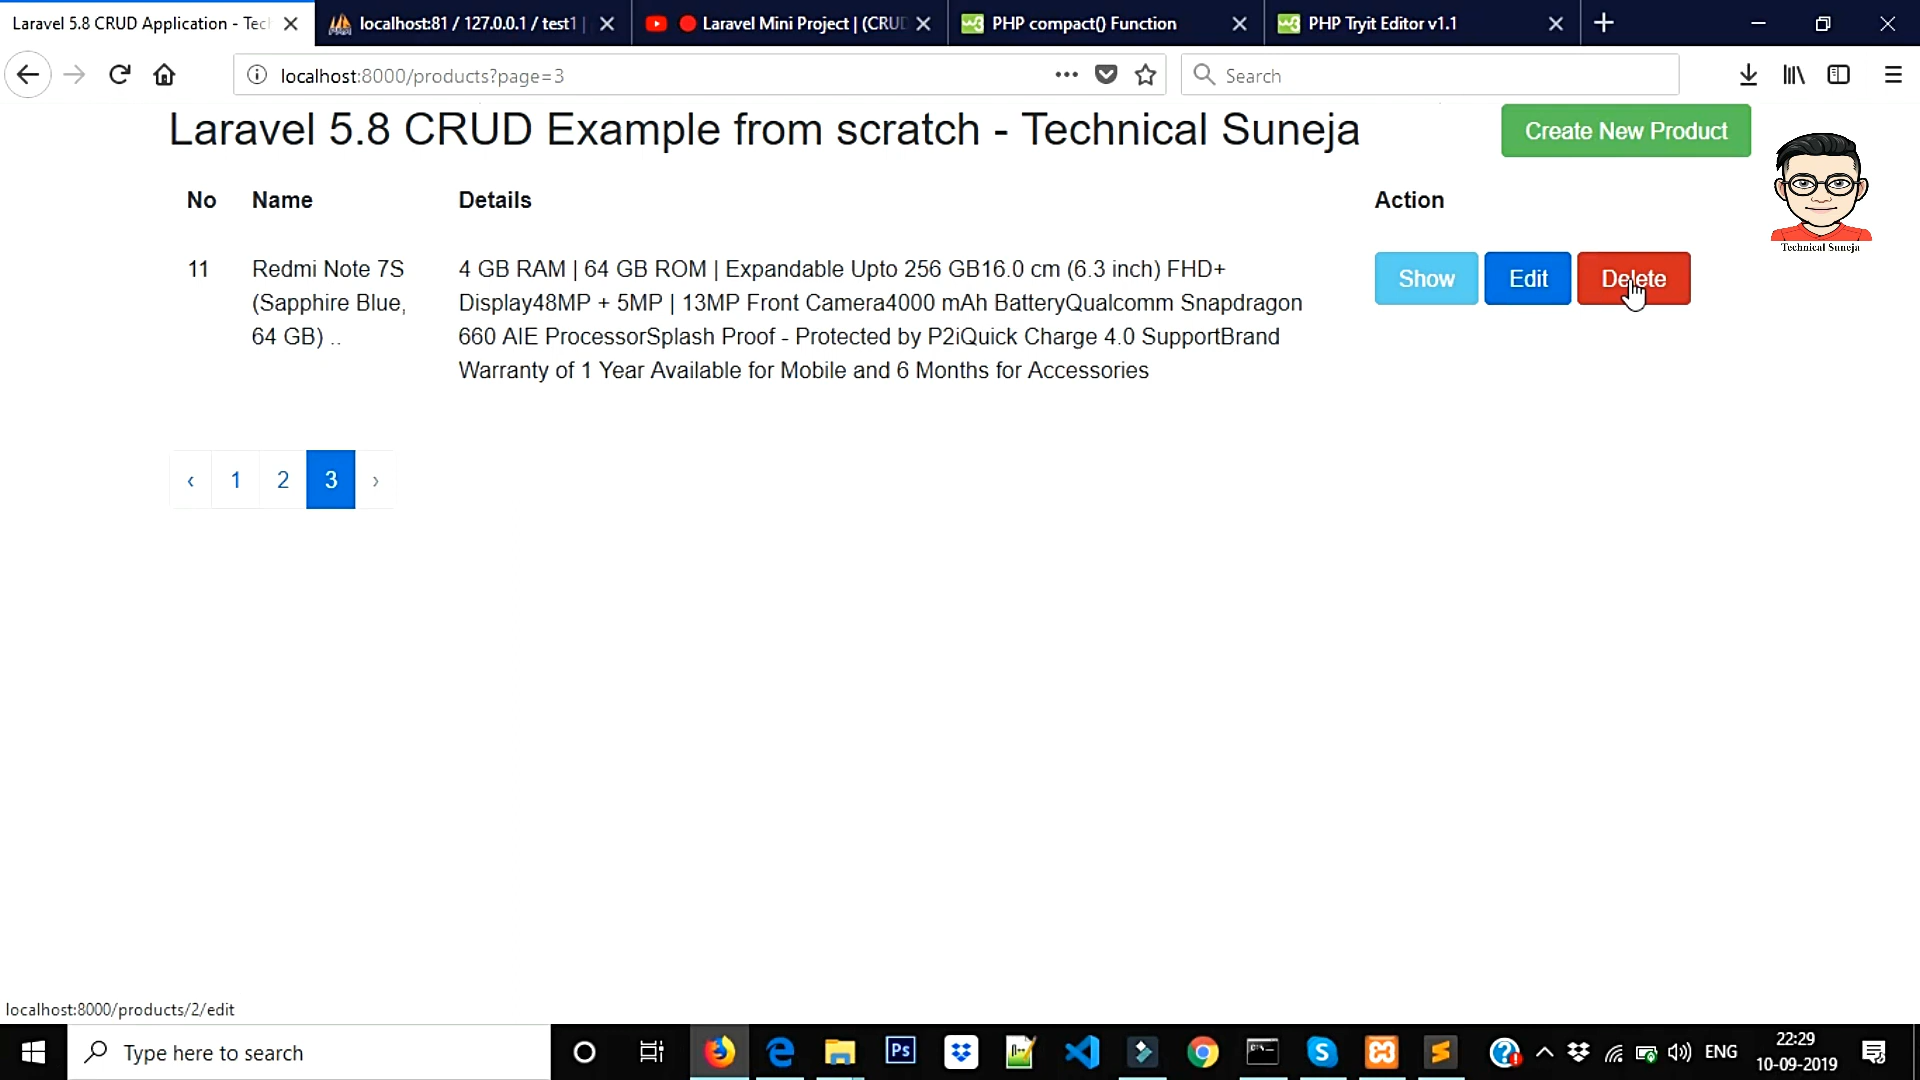 Laravel 5.8 CRUD Application - Tec
localhost:81 / 127.0.0.1 / test1 |
Laravel Mini Project | (CRUD
PHP compact() Function
PHP Tryit Editor v1.1
localhost:8000/products?page=3
Search
Laravel 5.8 CRUD Example from scratch - Technical Suneja
Create New Product
Technical Suneja
No Name Details Action
11 Redmi Note 7S 4 GB RAM | 64 GB ROM | Expandable Upto 256 GB16.0 cm (6.3 inch) FHD+ Show Edit Delete
(Sapphire Blue, Display48MP + 5MP | 13MP Front Camera4000 mAh BatteryQualcomm Snapdragon
64 GB) .. 660 AIE ProcessorSplash Proof - Protected by P2iQuick Charge 4.0 SupportBrand
Warranty of 1 Year Available for Mobile and 6 Months for Accessories
‹ 1 2 3 ›
localhost:8000/products/2/edit
Type here to search
Ps
ENG
22:29
10-09-2019